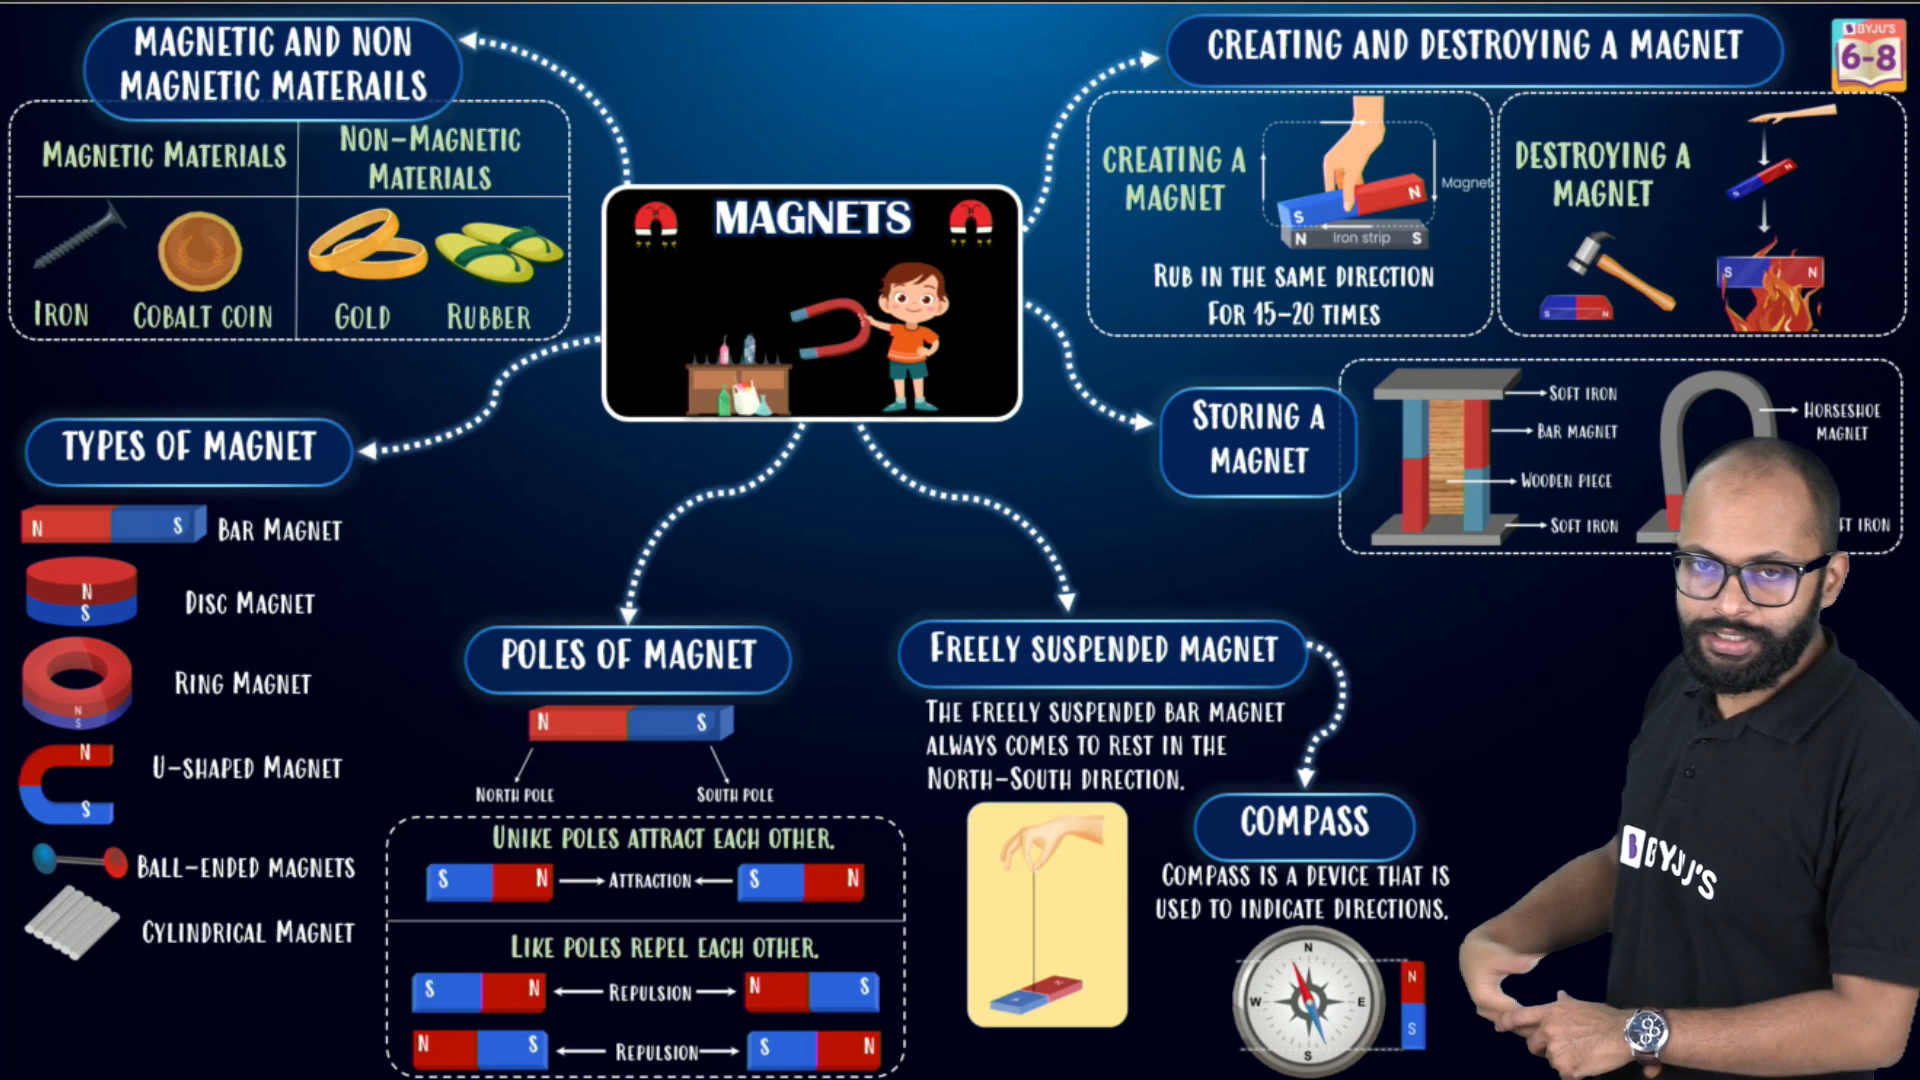 MAGNETIC AND NON
MAGNETIC MATERAILS
MAGNETIC MATERIALS
NON-MAGNETIC
MATERIALS
IRON
COBALT COIN
GOLD
RUBBER
MAGNETS
CREATING AND DESTROYING A MAGNET
BYJU'S
6-8
CREATING A
MAGNET
Magnet
N
S
N Iron strip S
RUB IN THE SAME DIRECTION
FOR 15-20 TIMES
DESTROYING A
MAGNET
S N
S N
S N
STORING A
MAGNET
SOFT IRON
BAR MAGNET
WOODEN PIECE
SOFT IRON
HORSESHOE
MAGNET
FT IRON
TYPES OF MAGNET
N S
BAR MAGNET
N
S
DISC MAGNET
N
S
RING MAGNET
N
S
U-SHAPED MAGNET
BALL-ENDED MAGNETS
CYLINDRICAL MAGNET
POLES OF MAGNET
N S
NORTH POLE
SOUTH POLE
UNIKE POLES ATTRACT EACH OTHER.
S N ATTRACTION S N
LIKE POLES REPEL EACH OTHER.
S N REPULSION N S
N S REPULSION S N
FREELY SUSPENDED MAGNET
THE FREELY SUSPENDED BAR MAGNET
ALWAYS COMES TO REST IN THE
NORTH-SOUTH DIRECTION.
COMPASS
COMPASS IS A DEVICE THAT IS
USED TO INDICATE DIRECTIONS.
N
W E
S
N
S
BYJU'S